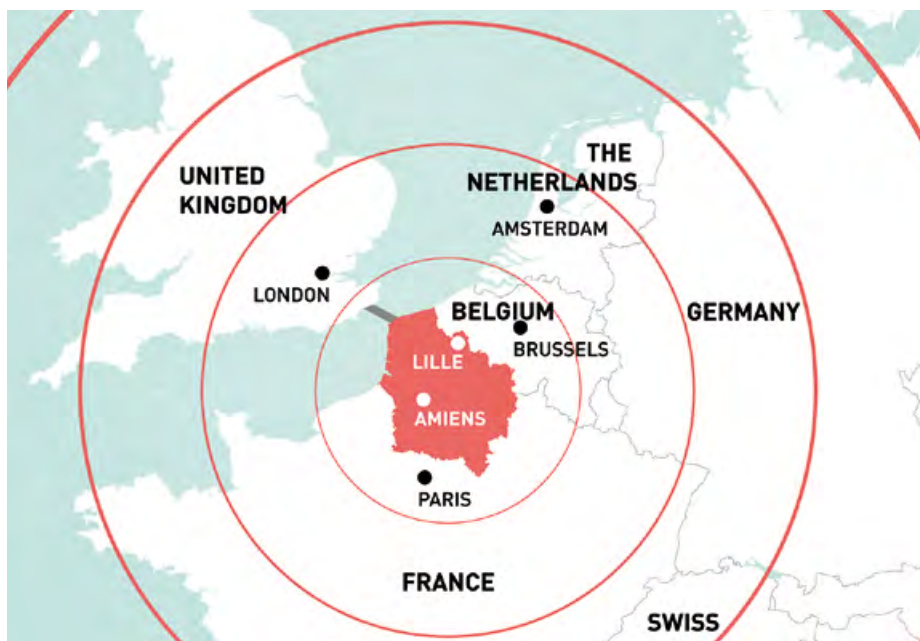 UNITED
KINGDOM
THE
NETHERLANDS
AMSTERDAM
LONDON
BELGIUM
BRUSSELS
GERMANY
LILLE
AMIENS
PARIS
FRANCE
SWISS